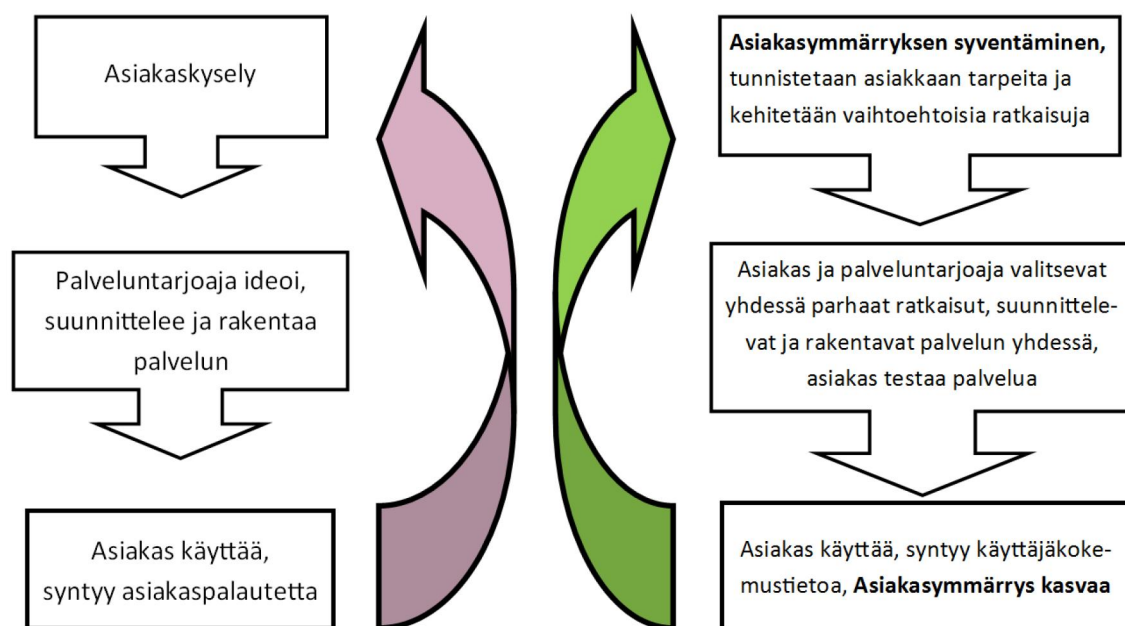 Asiakaskysely
Palveluntarjoaja ideoi,
suunnittelee ja rakentaa
palvelun
Asiakas käyttää,
syntyy asiakaspalautetta
Asiakasymmärryksen syventäminen,
tunnistetaan asiakkaan tarpeita ja
kehitetään vaihtoehtoisia ratkaisuja
Asiakas ja palveluntarjoaja valitsevat
yhdessä parhaat ratkaisut, suunnittele-
vat ja rakentavat palvelun yhdessä,
asiakas testaa palvelua
Asiakas käyttää, syntyy käyttäjäkoke-
mustietoa, Asiakasymmärrys kasvaa